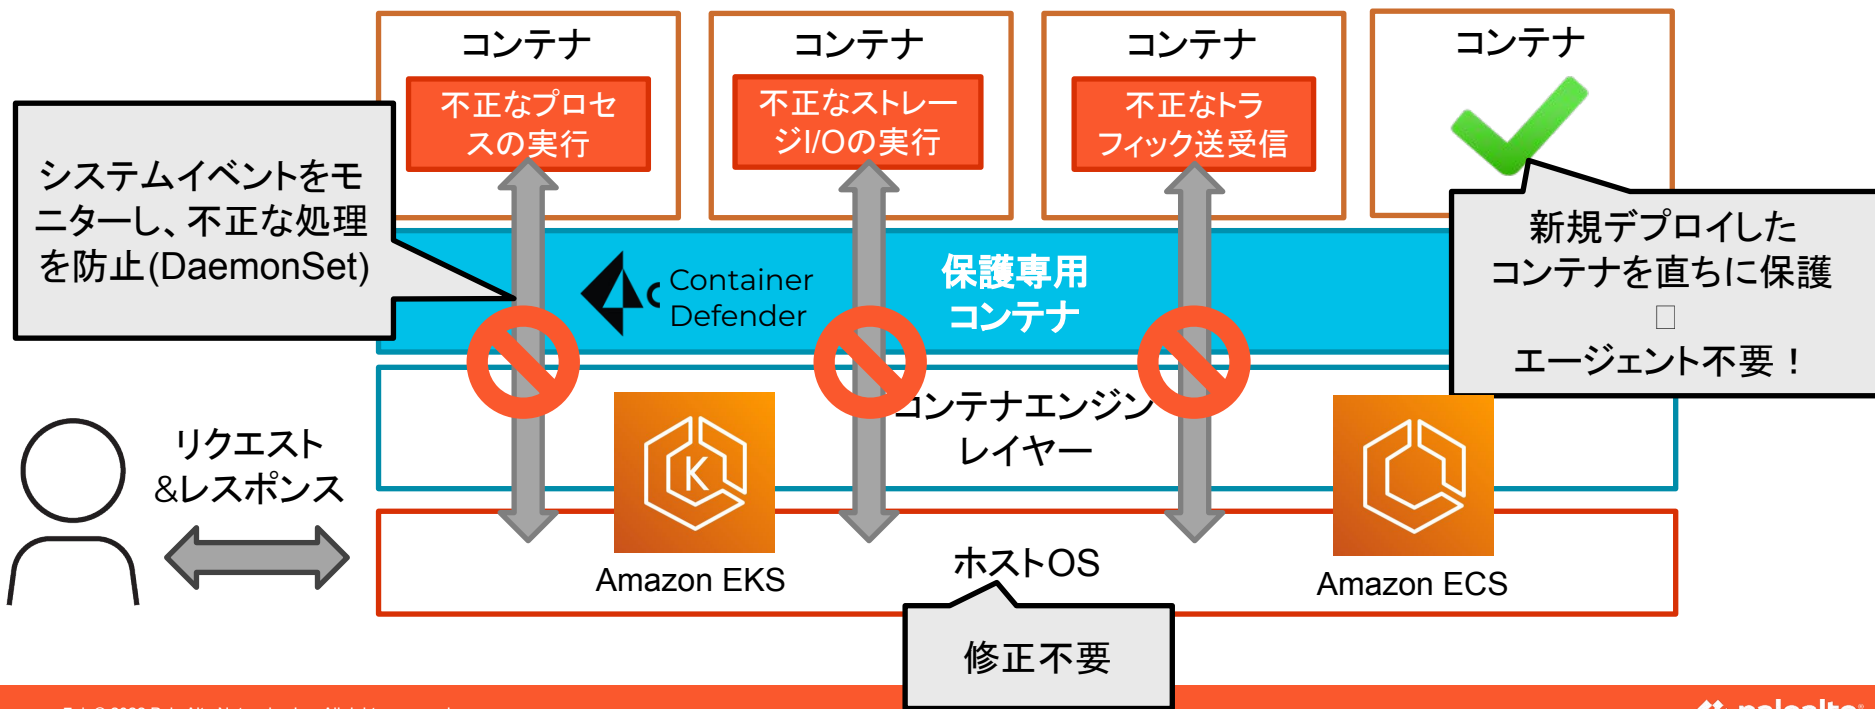 コンテナ
コンテナ
コンテナ
コンテナ
不正なプロセ
スの実行
不正なストレー
ジI/Oの実行
不正なトラ
フィック送受信
システムイベントをモ
ニターし、不正な処理
を防止(DaemonSet)
Container
Defender
保護専用
コンテナ
新規デプロイした
コンテナを直ちに保護
□
エージェント不要！
コンテナエンジン
レイヤー
リクエスト
&レスポンス
K
Amazon EKS
ホストOS
Amazon ECS
修正不要